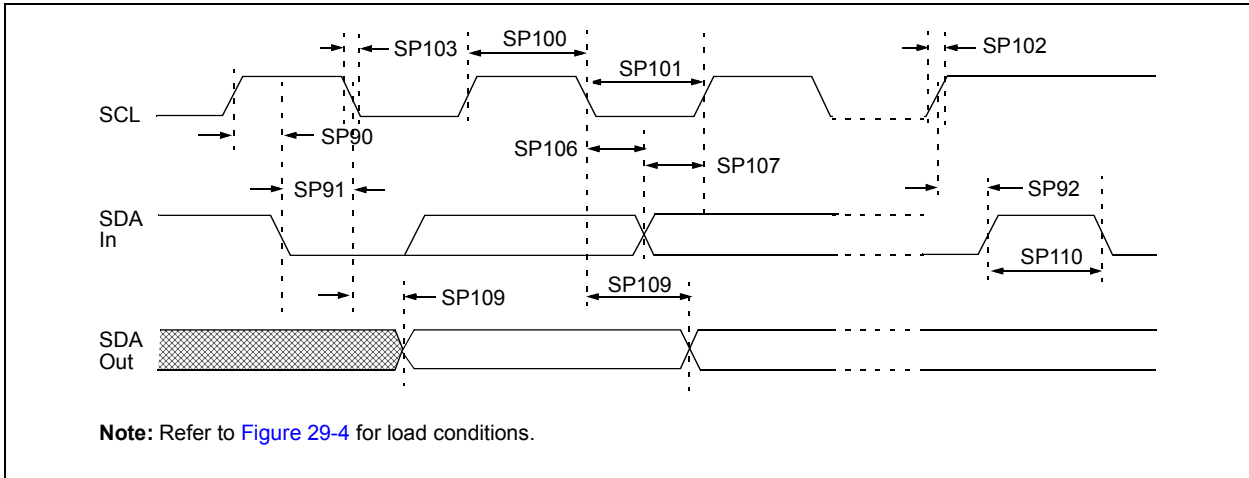 SP103
SP100
SP102
SP101
SCL
SP90
SP106
SP107
SP91
SP92
SDA
In
SP110
SP109
SP109
SDA
Out
Note: Refer to Figure 29-4 for load conditions.